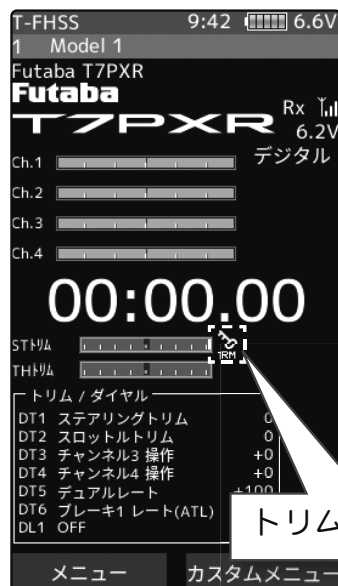 T-FHSS 9:42 6.6V
1 Model 1
Futaba T7PXR
Futaba
T7PXR
Rx
6.2V
デジタル
Ch.1
Ch.2
Ch.3
Ch.4
00:00.00
STトリム
THトリム
トリム / ダイヤル
DT1 ステアリングトリム 0
DT2 スロットルトリム 0
DT3 チャンネル3 操作 +0
DT4 チャンネル4 操作 +0
DT5 デュアルレート +100
DT6 ブレーキ1 レート(ATL)
DL1 OFF
トリム
メニュー カスタムメニュー